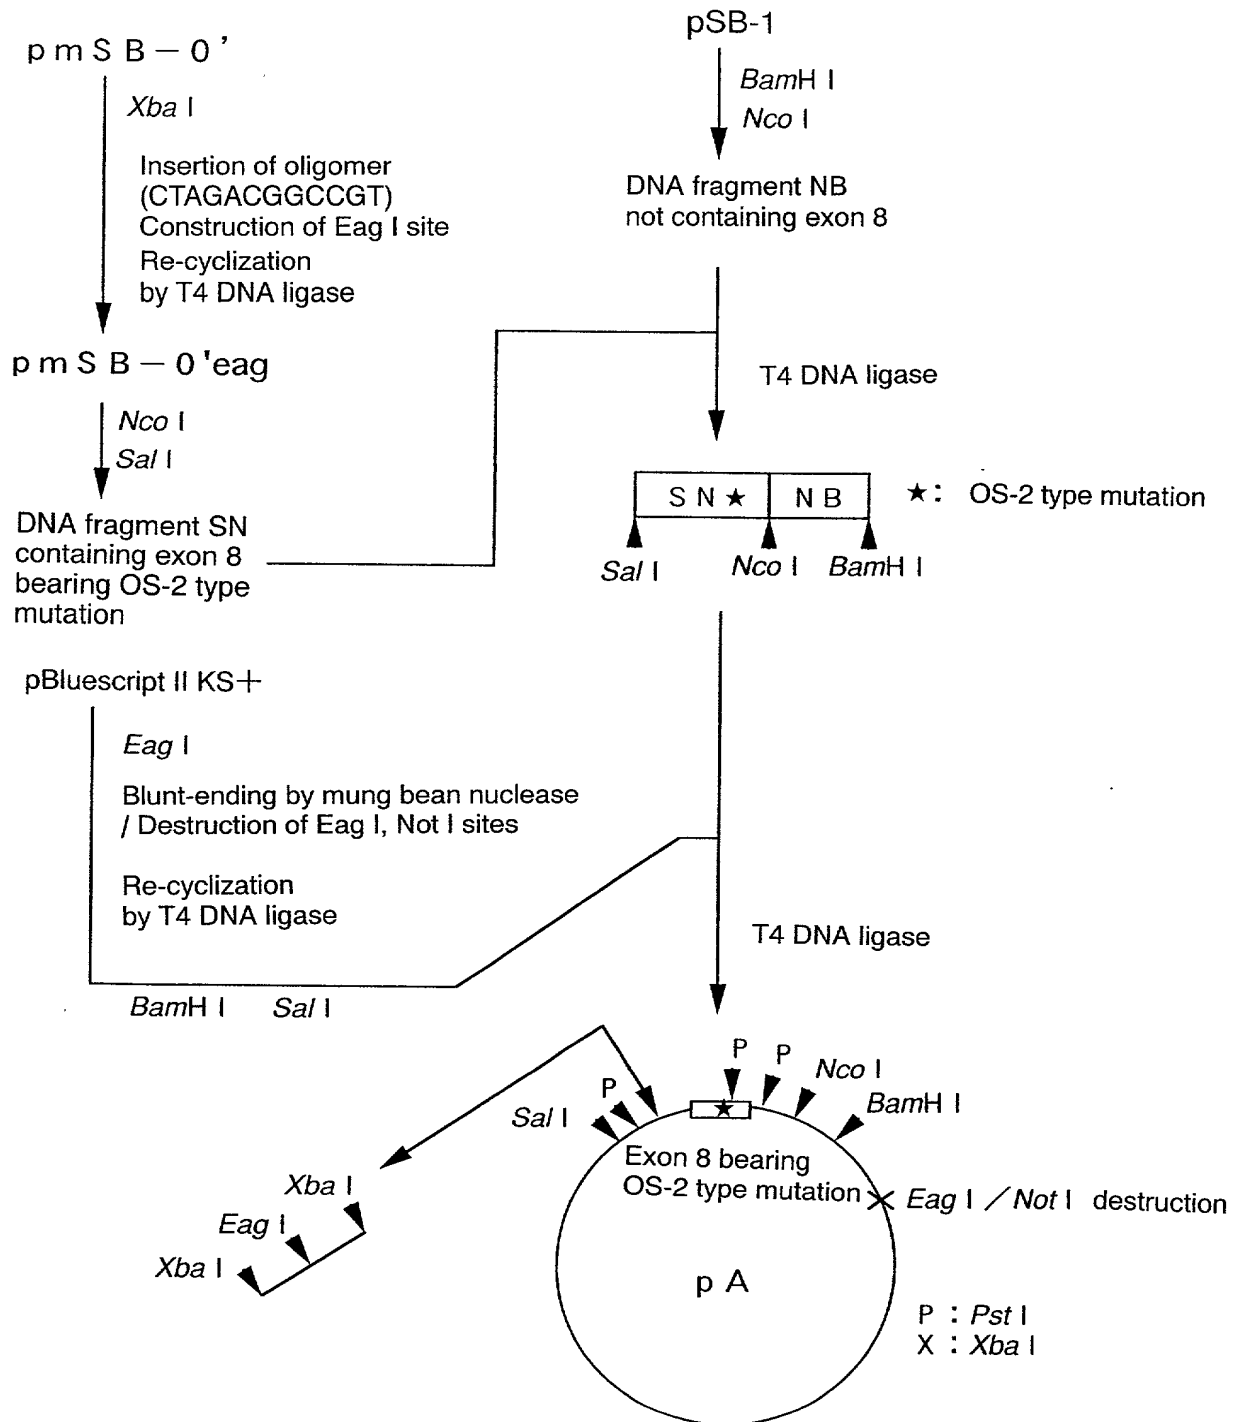 pmSB-0'
Xba I
Insertion of oligomer
(CTAGACGGCCGT)
Construction of Eag I site
Re-cyclization
by T4 DNA ligase
pmSB-0'eag
Nco I
Sal I
DNA fragment SN
containing exon 8
bearing OS-2 type
mutation
pSB-1
BamH I
Nco I
DNA fragment NB
not containing exon 8
T4 DNA ligase
SN★ NB
★: OS-2 type mutation
Sal I Nco I BamH I
pBluescript II KS+
Eag I
Blunt-ending by mung bean nuclease
/ Destruction of Eag I, Not I sites
Re-cyclization
by T4 DNA ligase
BamH I Sal I
T4 DNA ligase
Sal I P P P Nco I BamH I
★
Exon 8 bearing
OS-2 type mutation
Eag I / Not I destruction
Xba I
Eag I
Xba I
pA
P : Pst I
X : Xba I